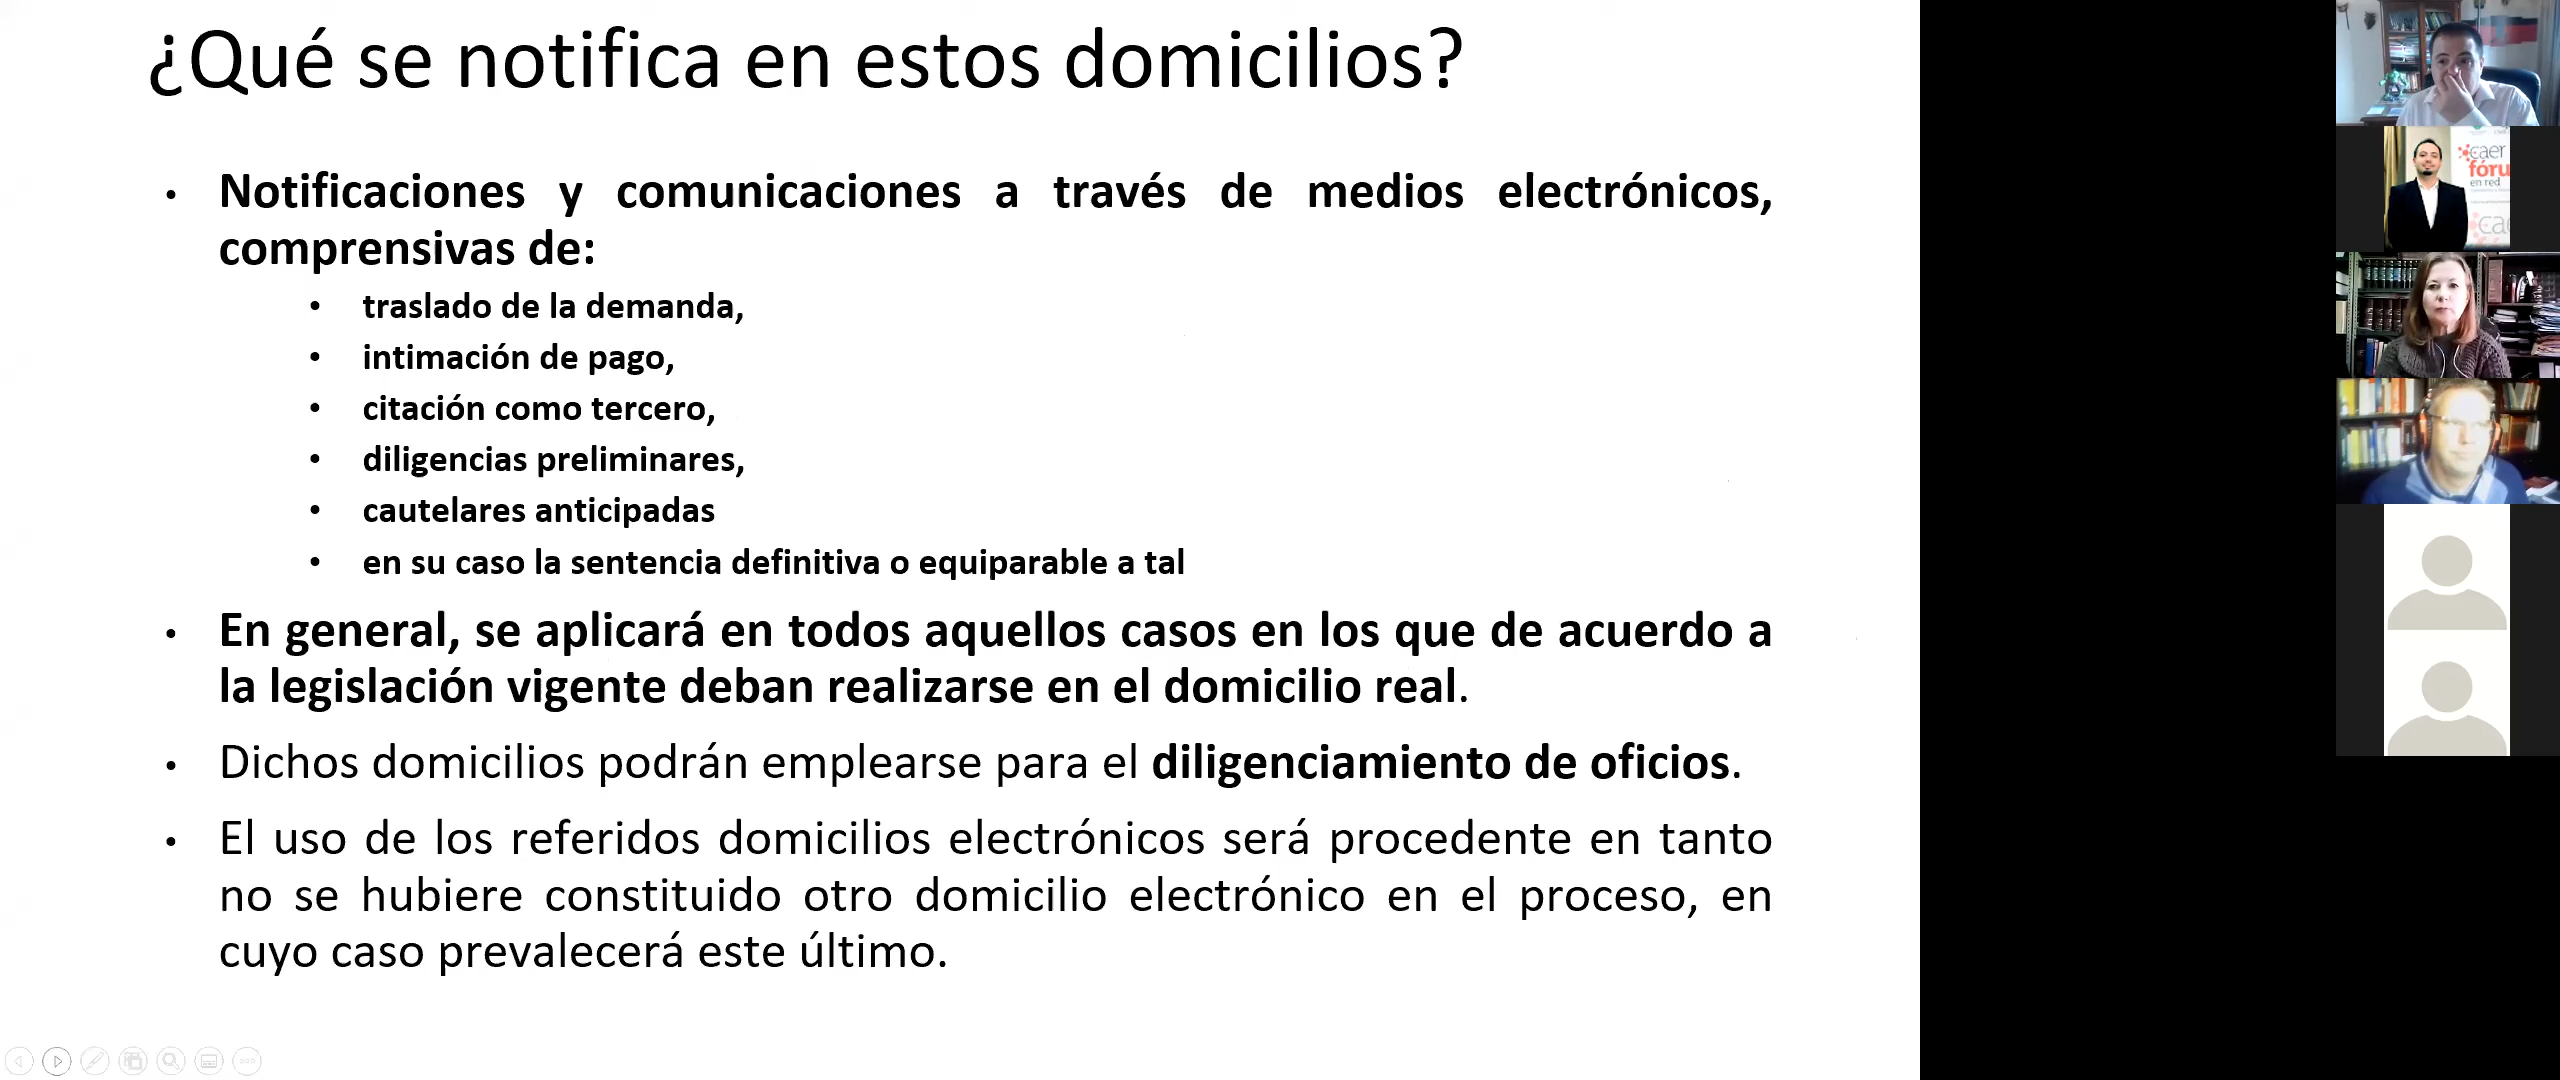 ¿Qué se notifica en estos domicilios?
• Notificaciones y comunicaciones a través de medios electrónicos,
comprensivas de:
• traslado de la demanda,
• intimación de pago,
• citación como tercero,
• diligencias preliminares,
• cautelares anticipadas
• en su caso la sentencia definitiva o equiparable a tal
• En general, se aplicará en todos aquellos casos en los que de acuerdo a
la legislación vigente deban realizarse en el domicilio real.
• Dichos domicilios podrán emplearse para el diligenciamiento de oficios.
• El uso de los referidos domicilios electrónicos será procedente en tanto
no se hubiere constituido otro domicilio electrónico en el proceso, en
cuyo caso prevalecerá este último.
caer
fóru
en red